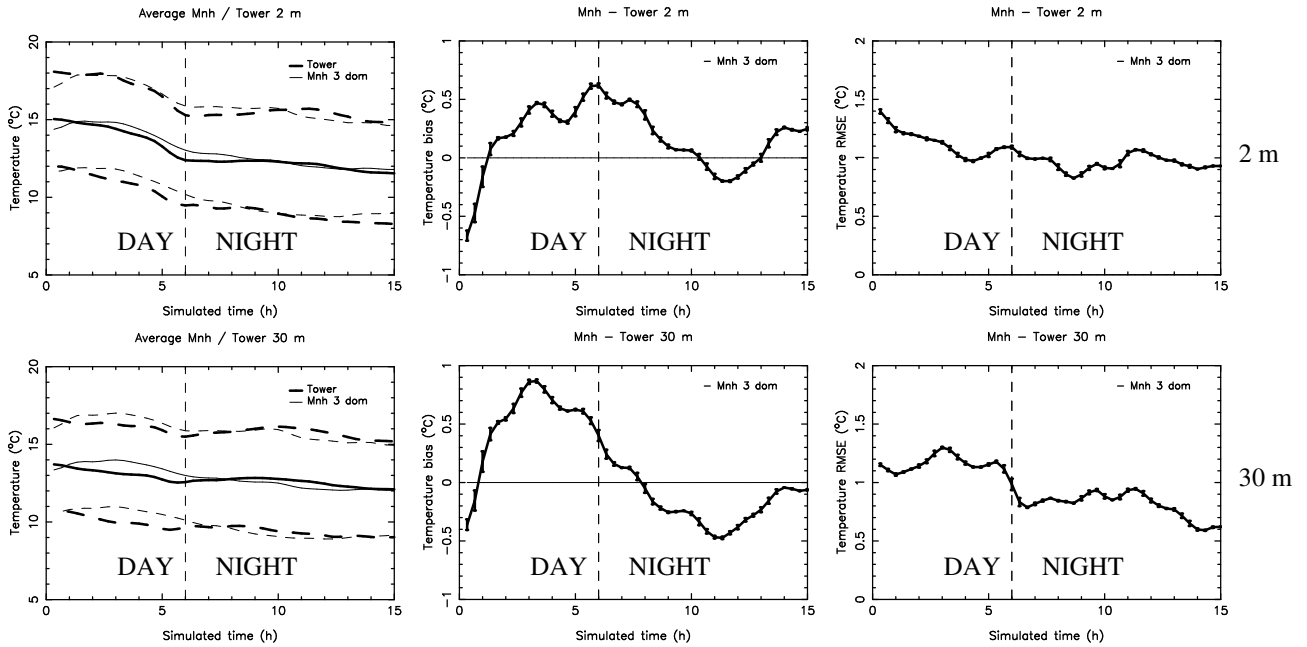 Average Mnh / Tower 2 m
Temperature (°C)
20
15
10
5
Tower
Mnh 3 dom
DAY NIGHT
0 5 10 15
Simulated time (h)
Mnh − Tower 2 m
Temperature bias (°C)
1
0.5
0
−0.5
−1
Mnh 3 dom
DAY NIGHT
0 5 10 15
Simulated time (h)
Mnh − Tower 2 m
Temperature RMSE (°C)
2
1.5
1
0.5
0
Mnh 3 dom
DAY NIGHT
0 5 10 15
Simulated time (h)
2 m
Average Mnh / Tower 30 m
Temperature (°C)
20
15
10
5
Tower
Mnh 3 dom
DAY NIGHT
0 5 10 15
Simulated time (h)
Mnh − Tower 30 m
Temperature bias (°C)
1
0.5
0
−0.5
−1
Mnh 3 dom
DAY NIGHT
0 5 10 15
Simulated time (h)
Mnh − Tower 30 m
Temperature RMSE (°C)
2
1.5
1
0.5
0
Mnh 3 dom
DAY NIGHT
0 5 10 15
Simulated time (h)
30 m